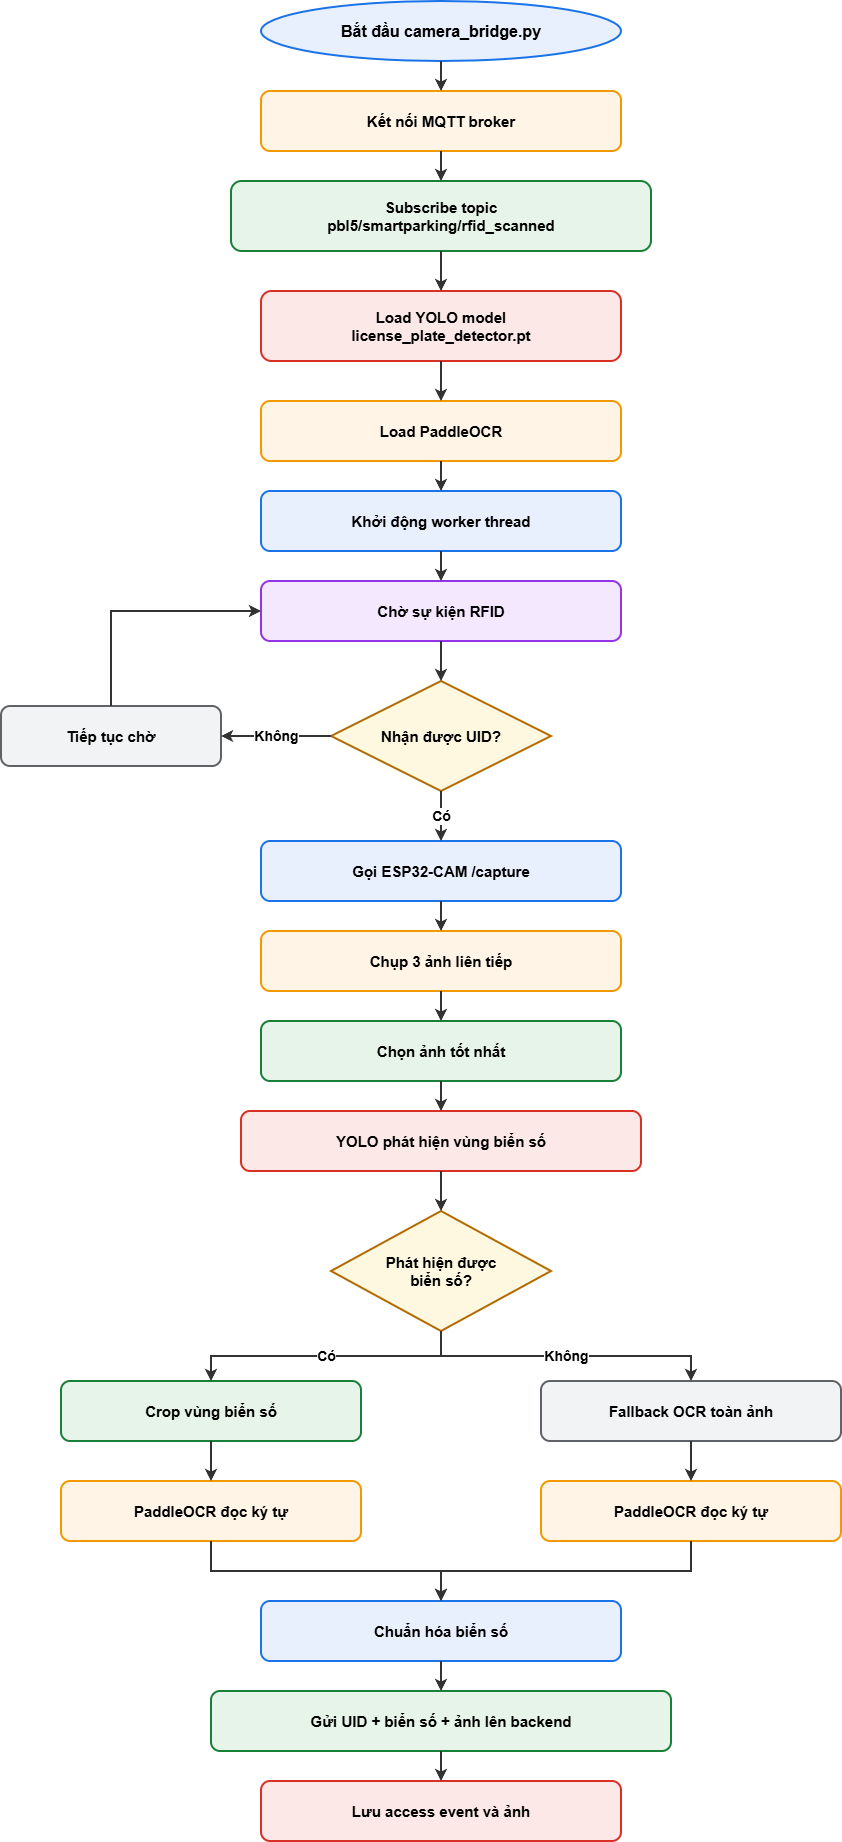 Bắt đầu camera_bridge.py
Kết nối MQTT broker
Subscribe topic
pbl5/smartparking/rfid_scanned
Load YOLO model
license_plate_detector.pt
Load PaddleOCR
Khởi động worker thread
Chờ sự kiện RFID
Tiếp tục chờ
Không
Nhận được UID?
Có
Gọi ESP32-CAM /capture
Chụp 3 ảnh liên tiếp
Chọn ảnh tốt nhất
YOLO phát hiện vùng biển số
Phát hiện được
biển số?
Có
Không
Crop vùng biển số
Fallback OCR toàn ảnh
PaddleOCR đọc ký tự
PaddleOCR đọc ký tự
Chuẩn hóa biển số
Gửi UID + biển số + ảnh lên backend
Lưu access event và ảnh